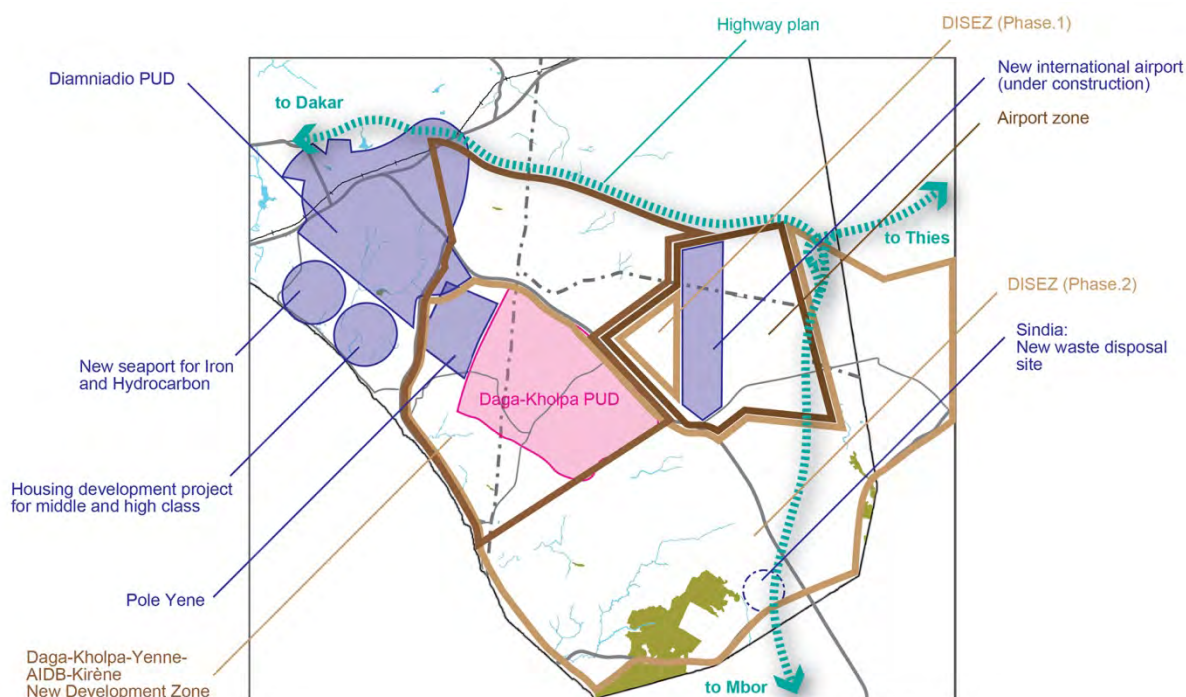 Highway plan
DISEZ (Phase.1)
Diamniadio PUD
New international airport
(under construction)
to Dakar
Airport zone
to Thies
DISEZ (Phase.2)
New seaport for Iron
and Hydrocarbon
Sindia:
New waste disposal
site
Daga-Kholpa PUD
Housing development project
for middle and high class
Pole Yene
Daga-Kholpa-Yenne-
AIDB-Kirène
New Development Zone
to Mbor